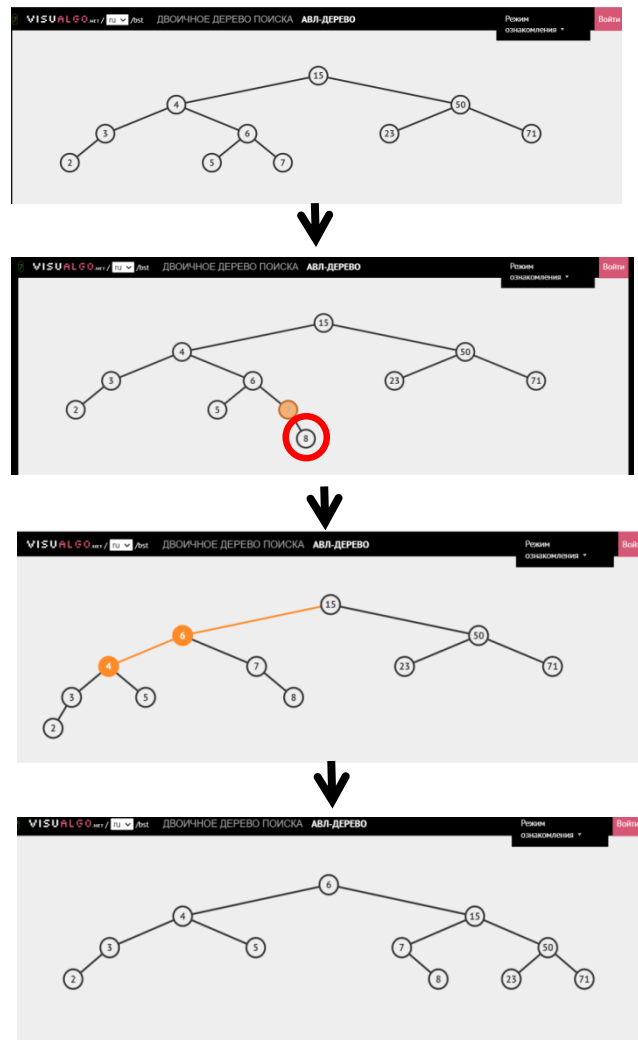 7 VISUALGO.NET / ru /bst ДВОИЧНОЕ ДЕРЕВО ПОИСКА АВЛ-ДЕРЕВО Режим ознакомления Войти
15
4 50
3 6 23 71
2 5 7
7 VISUALGO.NET / ru /bst ДВОИЧНОЕ ДЕРЕВО ПОИСКА АВЛ-ДЕРЕВО Режим ознакомления Войти
15
4 50
3 6 23 71
2 5
8
VISUALGO.NET / ru /bst ДВОИЧНОЕ ДЕРЕВО ПОИСКА АВЛ-ДЕРЕВО Режим ознакомления Вой
15
6 50
4 7 23 71
3 5 8
2
VISUALGO.NET / ru /bst ДВОИЧНОЕ ДЕРЕВО ПОИСКА АВЛ-ДЕРЕВО Режим ознакомления Войти
6
4 15
3 5 7 50
2 8 23 71